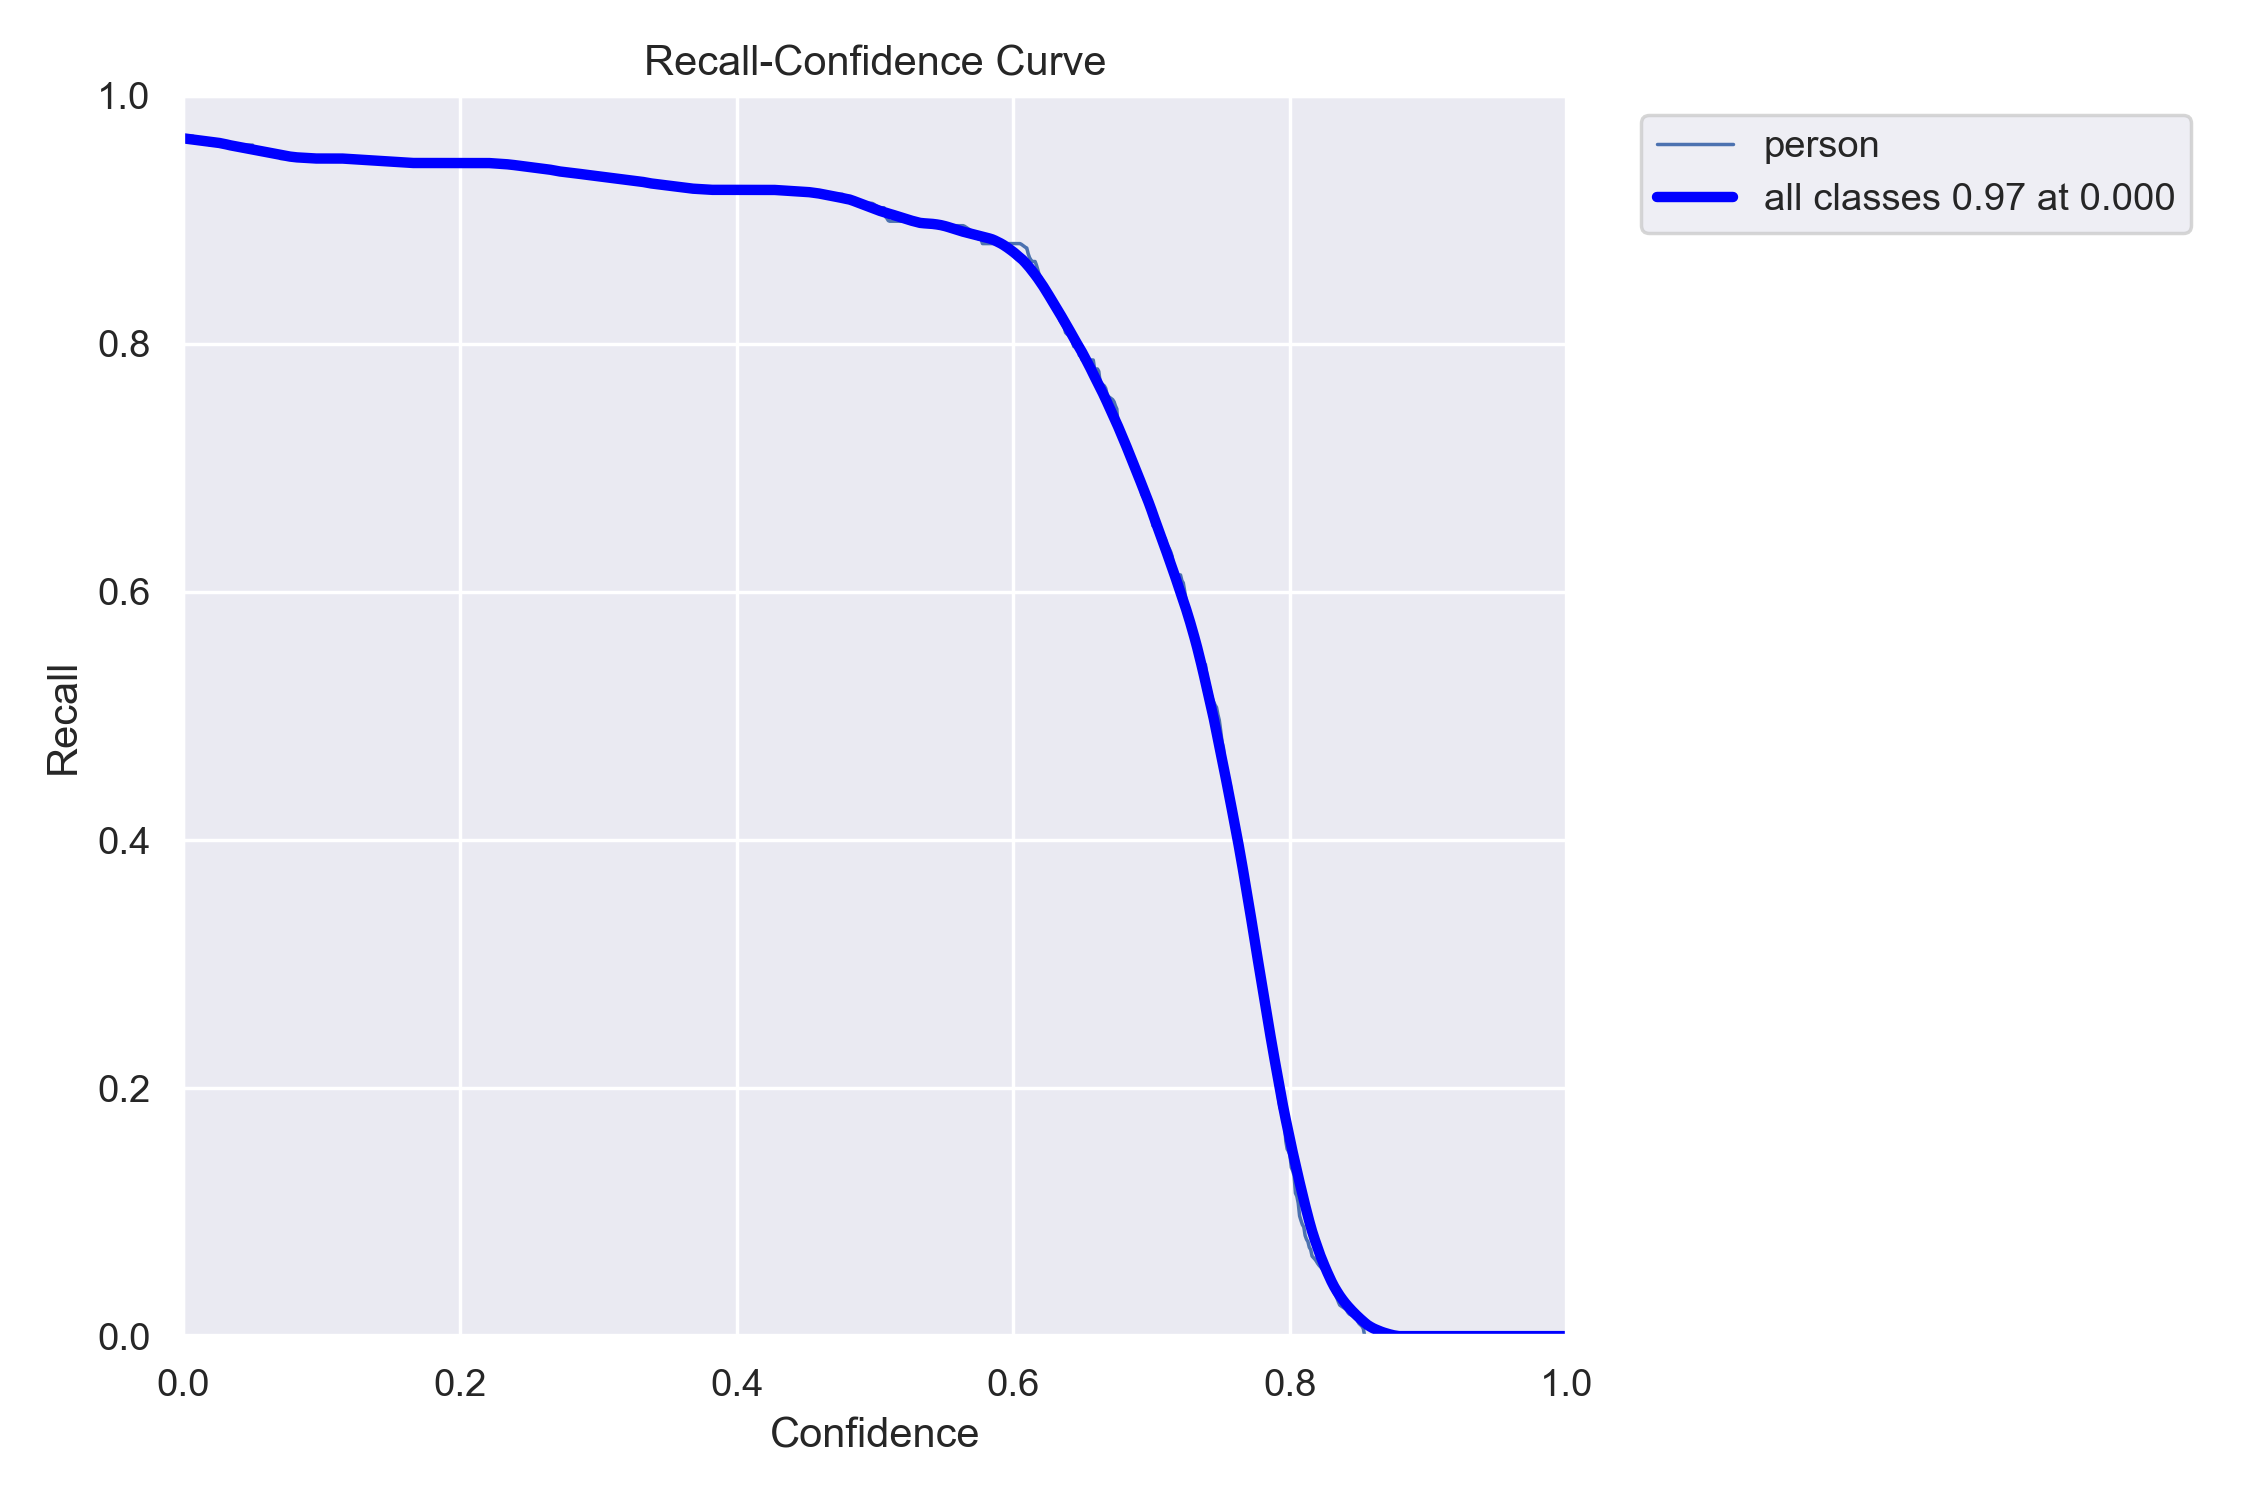 Recall-Confidence Curve
1.0
0.8
0.6
0.4
0.2
0.0
Recall
0.0 0.2 0.4 0.6 0.8 1.0
Confidence
person
all classes 0.97 at 0.000